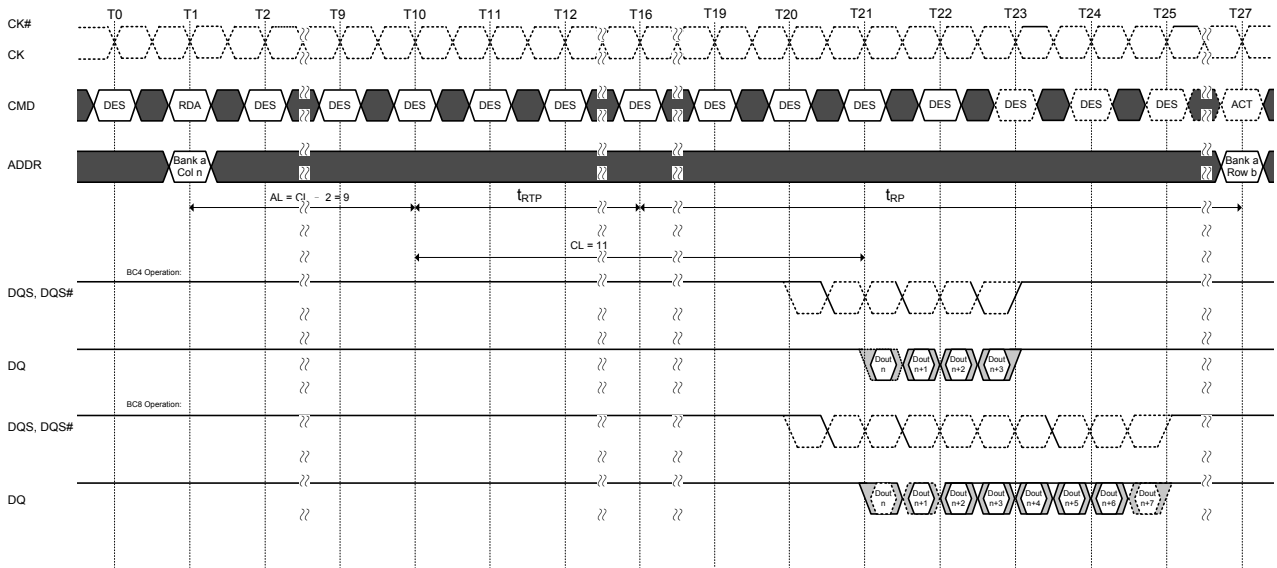 T0 T1 T2 T9 T10 T11 T12 T16 T19 T20 T21 T22 T23 T24 T25 T27
CK#
CK
CMD DES RDA DES DES DES DES DES DES DES DES DES DES DES DES DES ACT
ADDR
Bank a
Col n
Bank a
Row b
AL = CL - 2 = 9
tRTP
tRP
CL = 11
BC4 Operation:
DQS, DQS#
DQ
Dout
n
Dout
n+1
Dout
n+2
Dout
n+3
BC8 Operation:
DQS, DQS#
DQ
Dout
n
Dout
n+1
Dout
n+2
Dout
n+3
Dout
n+4
Dout
n+5
Dout
n+6
Dout
n+7